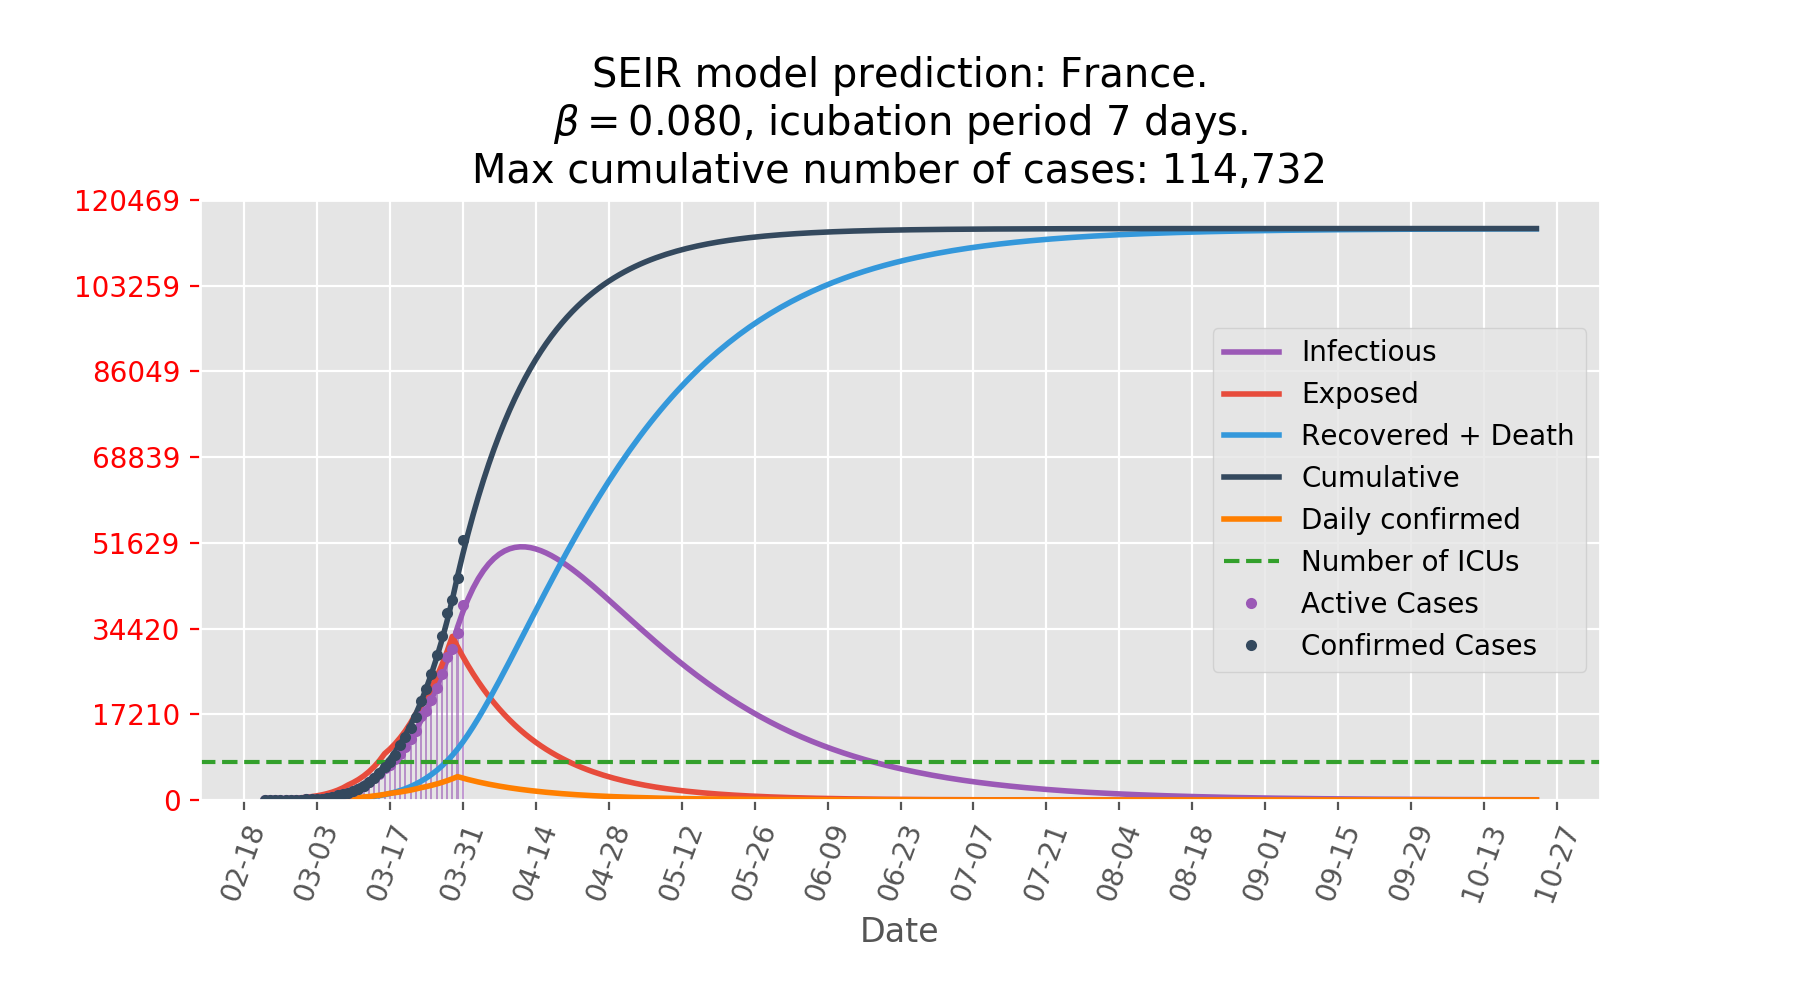 SEIR model prediction: France.
β = 0.080, icubation period 7 days.
Max cumulative number of cases: 114,732
120469
103259
86049
68839
51629
34420
17210
0
Infectious
Exposed
Recovered + Death
Cumulative
Daily confirmed
Number of ICUs
Active Cases
Confirmed Cases
02-18
03-03
03-17
03-31
04-14
04-28
05-12
05-26
06-09
06-23
07-07
07-21
08-04
08-18
09-01
09-15
09-29
10-13
10-27
Date